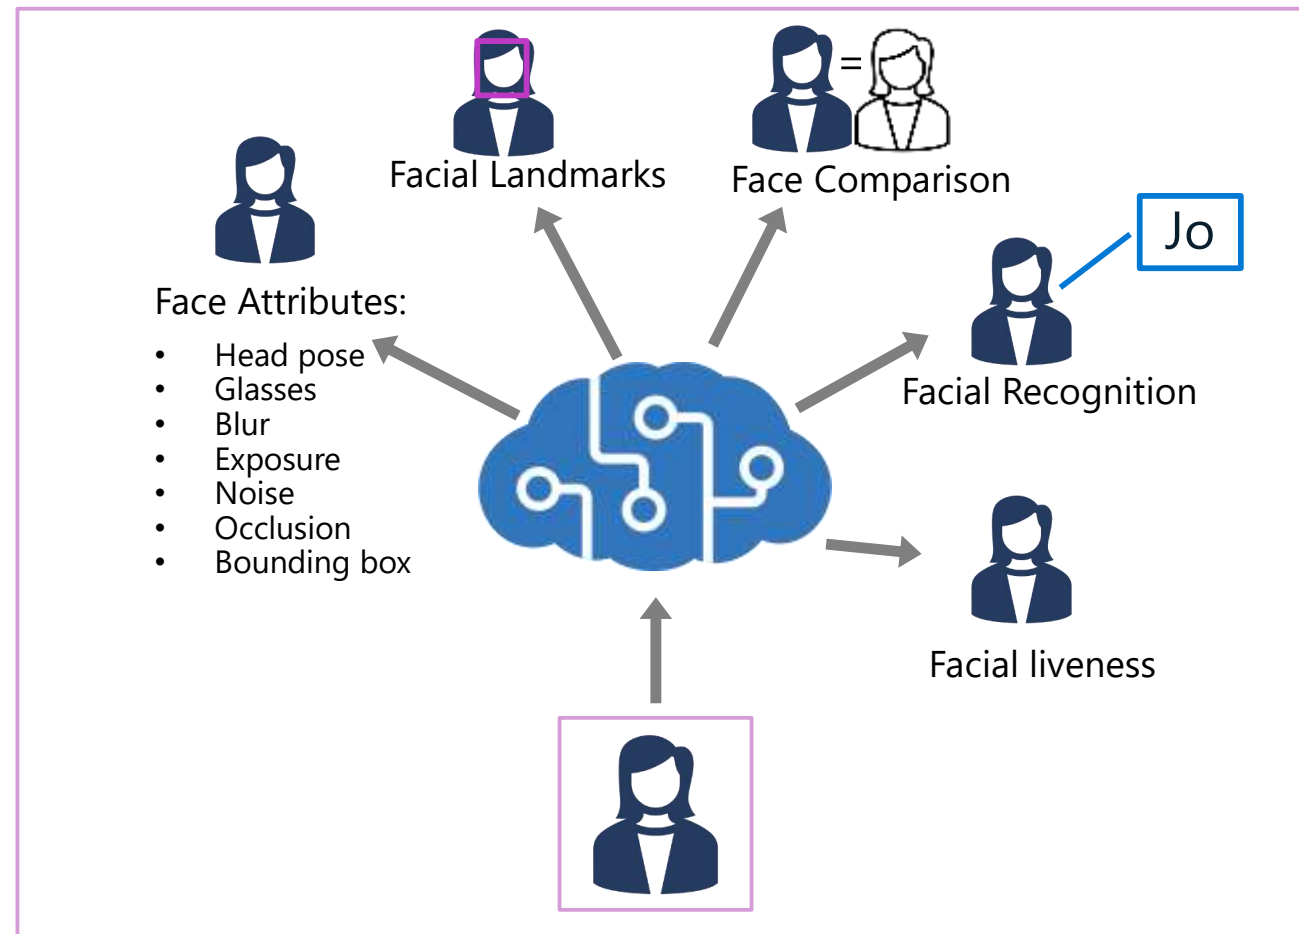 Facial Landmarks
=
Face Comparison
Jo
Face Attributes:
• Head pose
• Glasses
• Blur
• Exposure
• Noise
• Occlusion
• Bounding box
Facial Recognition
Facial liveness